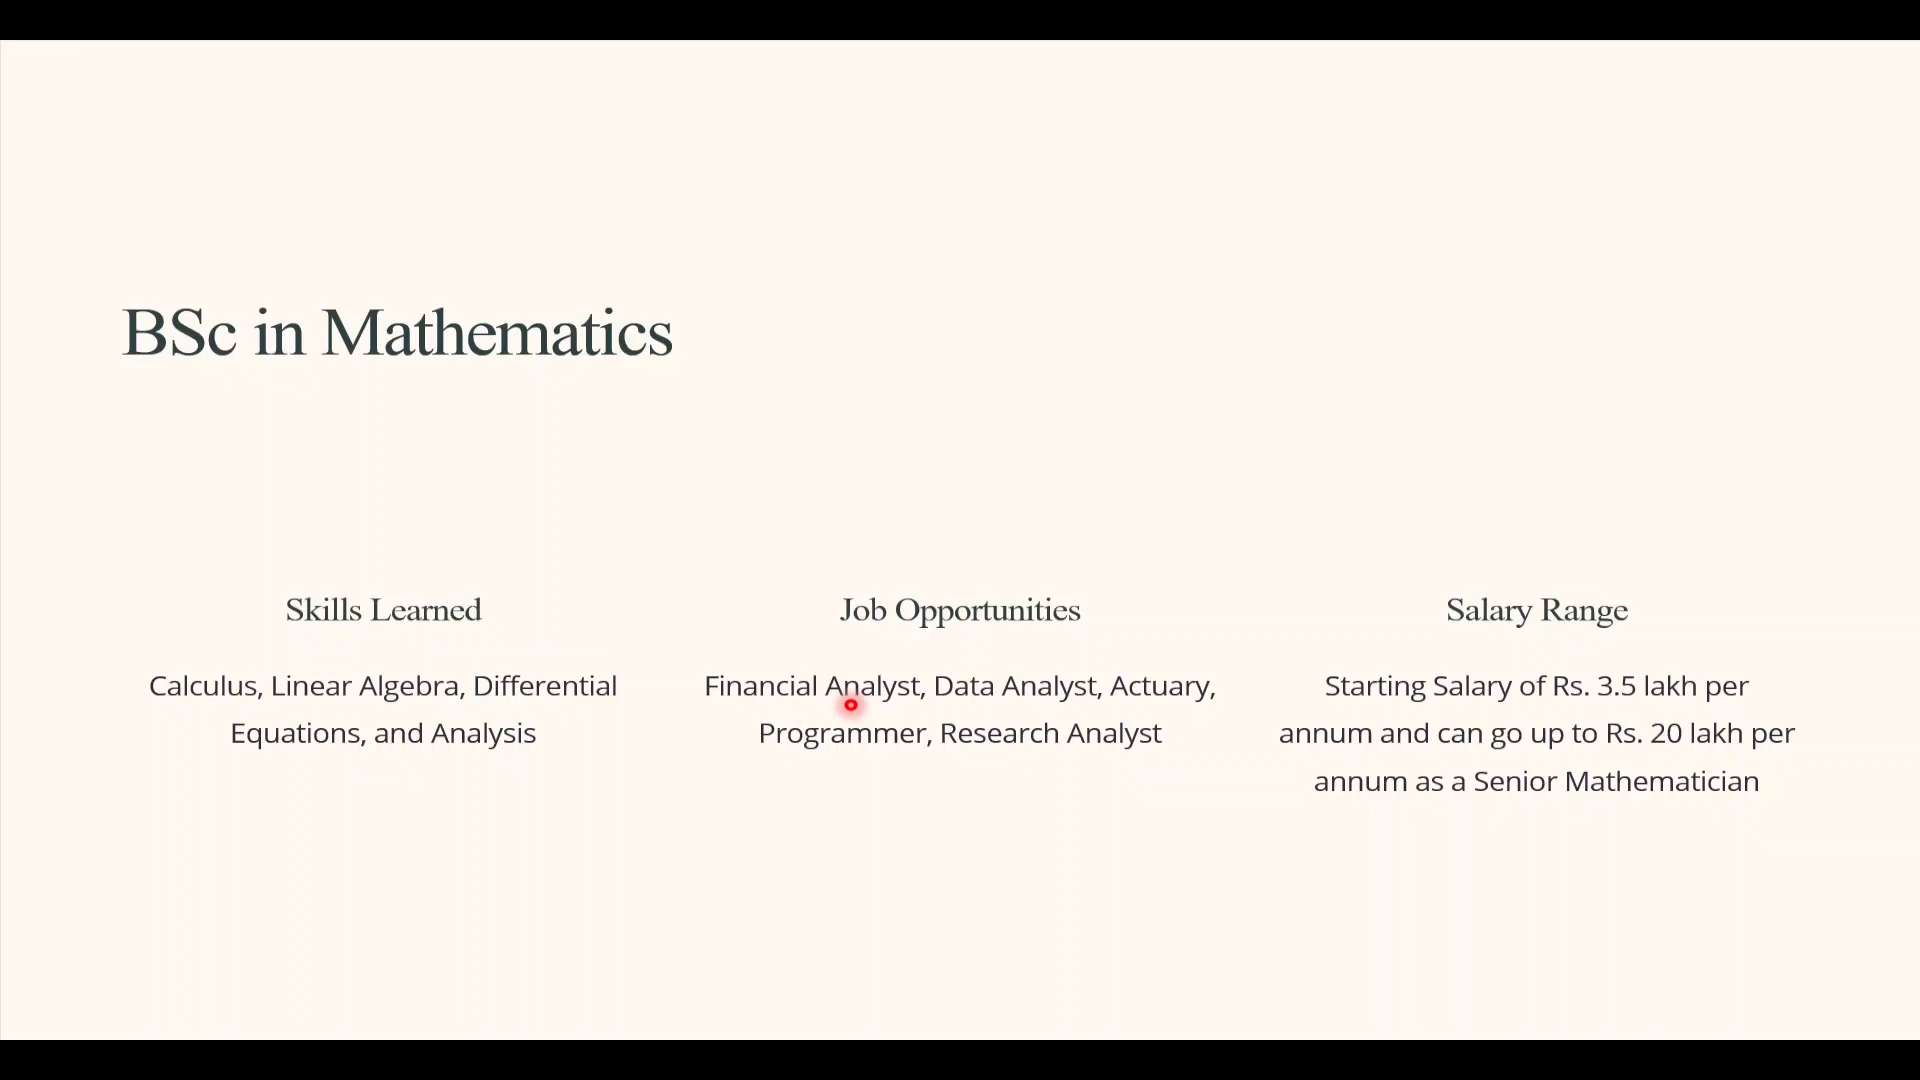 BSc in Mathematics
Skills Learned
Calculus, Linear Algebra, Differential
Equations, and Analysis
Job Opportunities
Financial Analyst, Data Analyst, Actuary,
Programmer, Research Analyst
Salary Range
Starting Salary of Rs. 3.5 lakh per
annum and can go up to Rs. 20 lakh per
annum as a Senior Mathematician